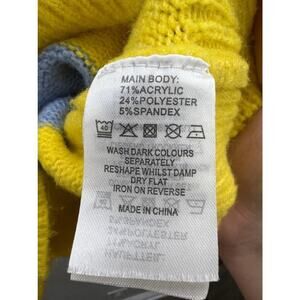 MAIN BODY:
71%ACRYLIC
24%POLYESTER
5%SPANDEX
40
WASH DARK COLOURS
SEPARATELY
RESHAPE WHILST DAMP
DRY FLAT
IRON ON REVERSE
MADE IN CHINA